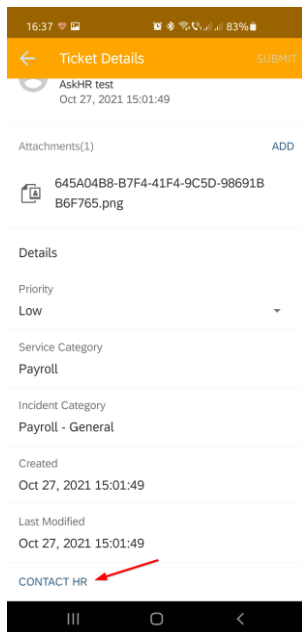 16:37 83%
Ticket Details SUBMIT
AskHR test
Oct 27, 2021 15:01:49
Attachments(1) ADD
645A04B8-B7F4-41F4-9C5D-98691B
B6F765.png
Details
Priority
Low
Service Category
Payroll
Incident Category
Payroll - General
Created
Oct 27, 2021 15:01:49
Last Modified
Oct 27, 2021 15:01:49
CONTACT HR